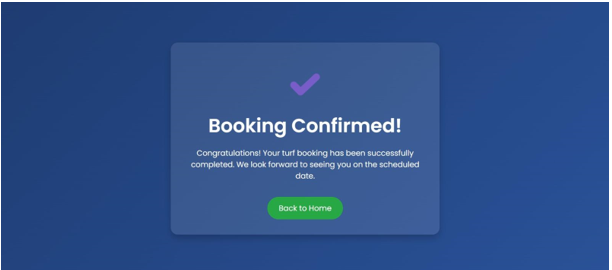 Booking Confirmed!
Congratulations! Your turf booking has been successfully
completed. We look forward to seeing you on the scheduled
date.
Back to Home